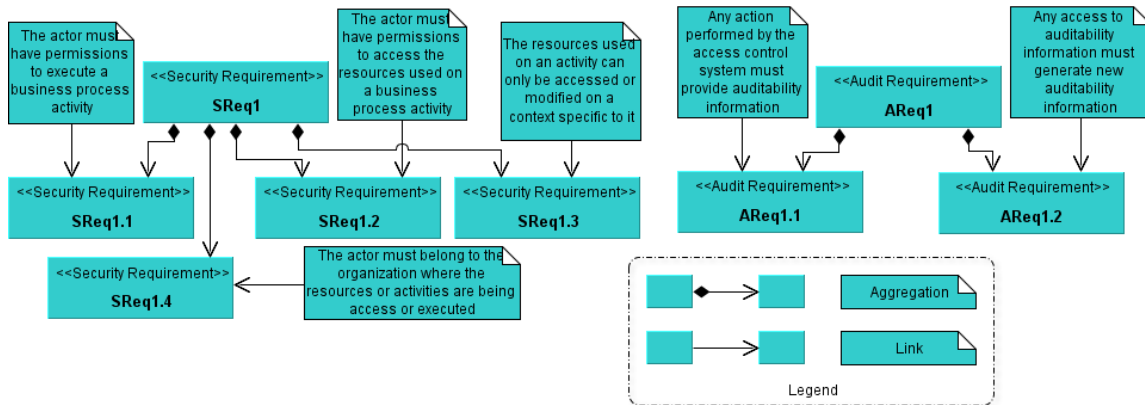 The actor must
have permissions
to execute a
business process
activity
<<Security Requirement>>
SReq1
The actor must
have permissions
to access the
resources used on
a business
process activity
The resources used
on an activity can
only be accessed or
modified on a
context specific to it
Any action
performed by the
access control
system must
provide auditability
information
<<Audit Requirement>>
AReq1
Any access to
auditability
information must
generate new
auditability
information
<<Security Requirement>>
SReq1.1
<<Security Requirement>>
SReq1.2
<<Security Requirement>>
SReq1.3
<<Audit Requirement>>
AReq1.1
<<Audit Requirement>>
AReq1.2
<<Security Requirement>>
SReq1.4
The actor must belong to the
organization where the
resources or activities are being
access or executed
Aggregation
Link
Legend